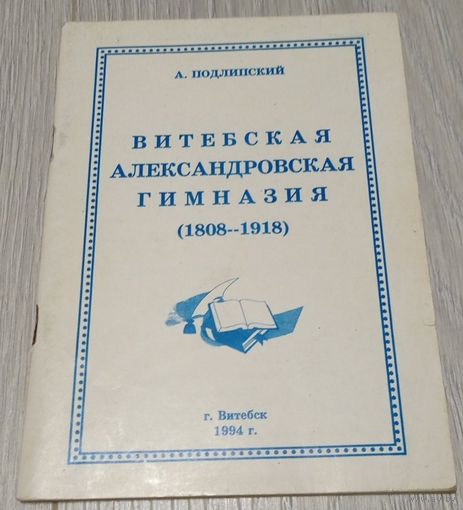 А. ПОДЛИПСКИЙ
ВИТЕБСКАЯ
АЛЕКСАНДРОВСКАЯ
ГИМНАЗИЯ
(1808--1918)
г. Витебск
1994 г.